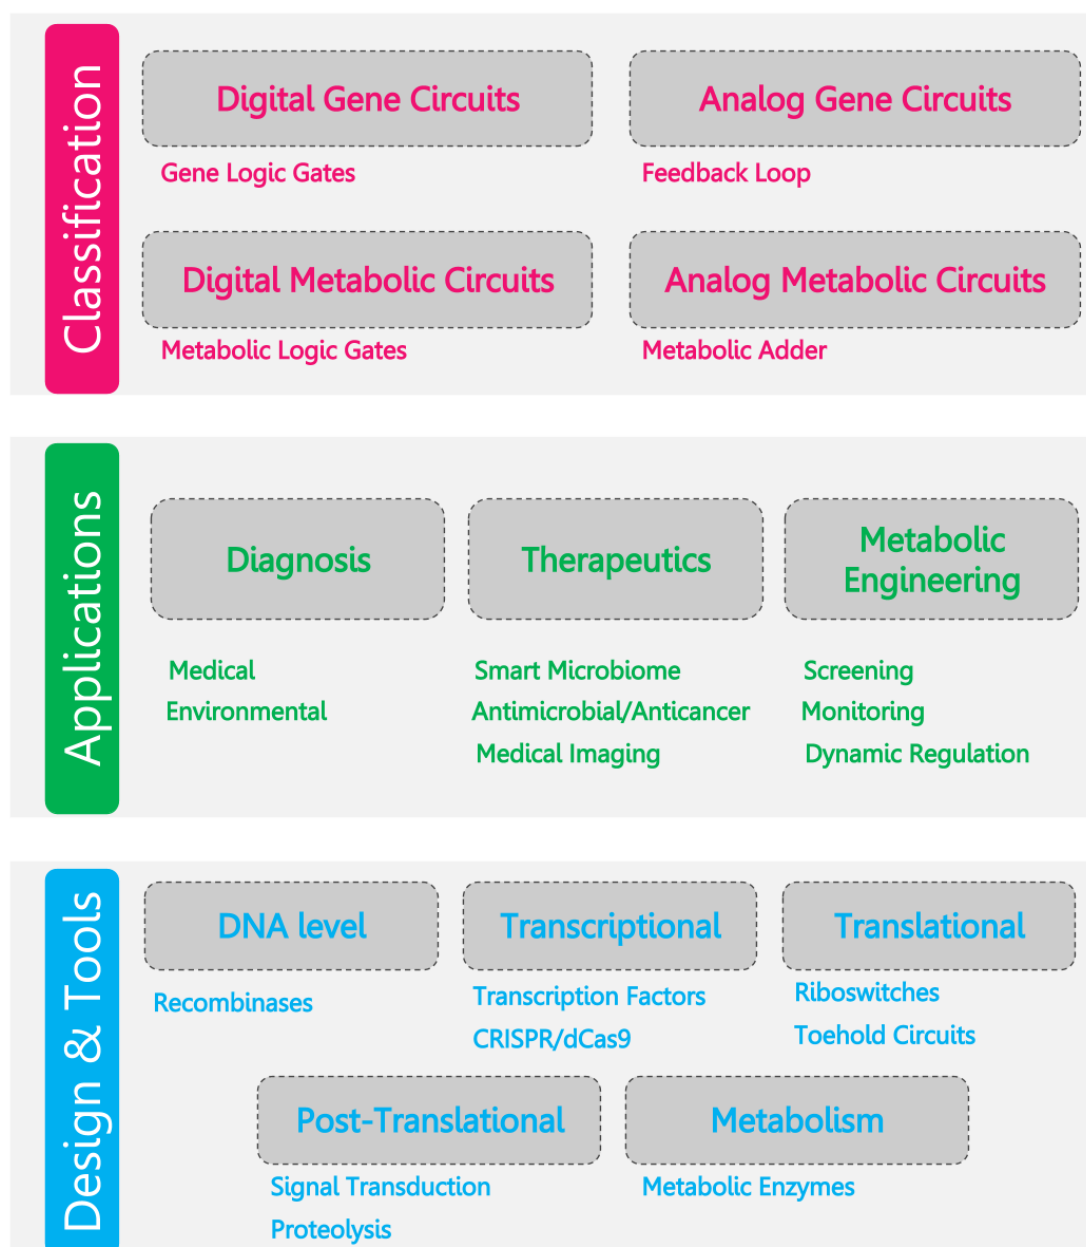 Classification
Digital Gene Circuits
Analog Gene Circuits
Gene Logic Gates
Feedback Loop
Digital Metabolic Circuits
Analog Metabolic Circuits
Metabolic Logic Gates
Metabolic Adder
Applications
Diagnosis
Therapeutics
Metabolic
Engineering
Medical
Smart Microbiome
Screening
Environmental
Antimicrobial/Anticancer
Monitoring
Medical Imaging
Dynamic Regulation
Design & Tools
DNA level
Transcriptional
Translational
Recombinases
Transcription Factors
Riboswitches
CRISPR/dCas9
Toehold Circuits
Post-Translational
Metabolism
Signal Transduction
Metabolic Enzymes
Proteolysis